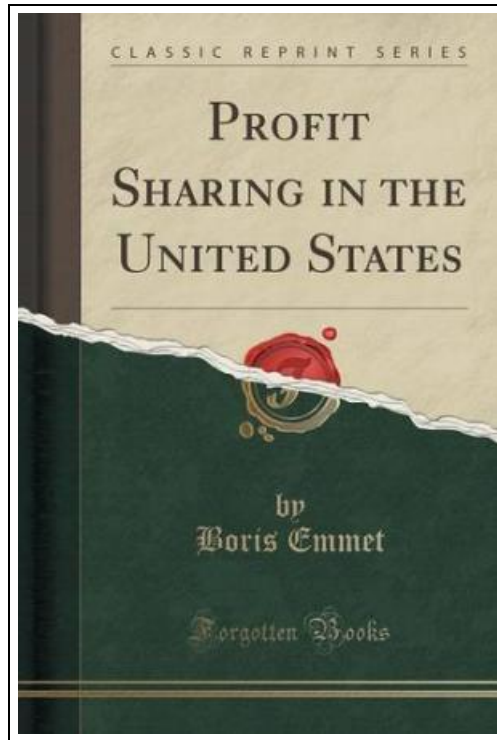 CLASSIC REPRINT SERIES
PROFIT
SHARING IN THE
UNITED STATES
by
Boris Emmet
Forgotten Books